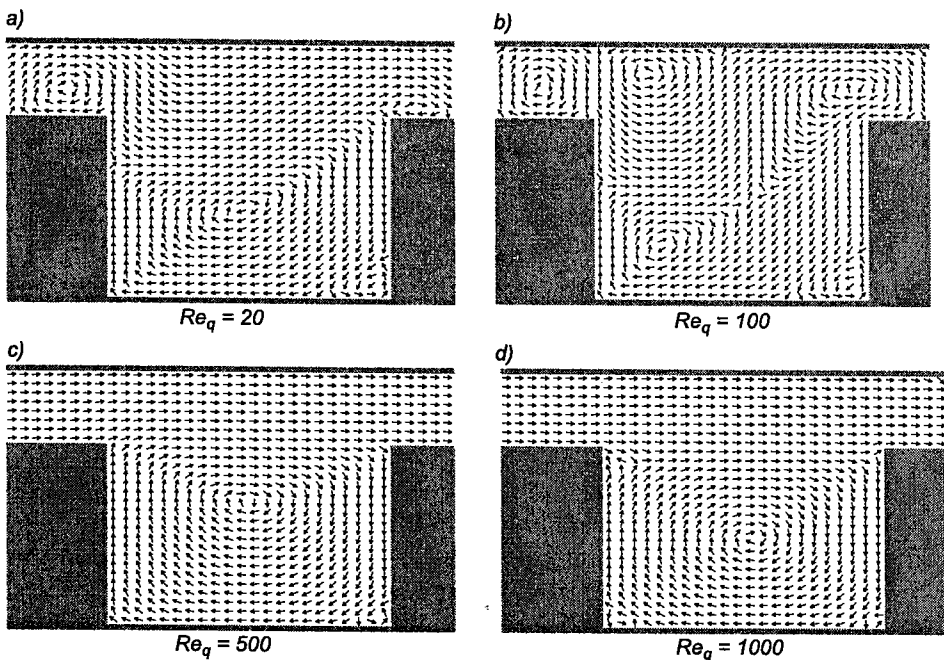 a)
b)
Re_q = 20
Re_q = 100
c)
d)
Re_q = 500
Re_q = 1000